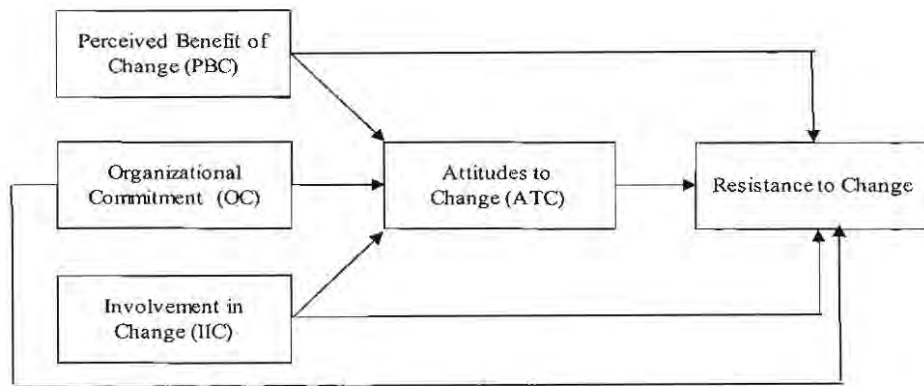 Perceived Benefit of
Change (PBC)
Organizational
Commitment (OC)
Attitudes to
Change (ATC)
Resistance to Change
Involvement in
Change (IIC)